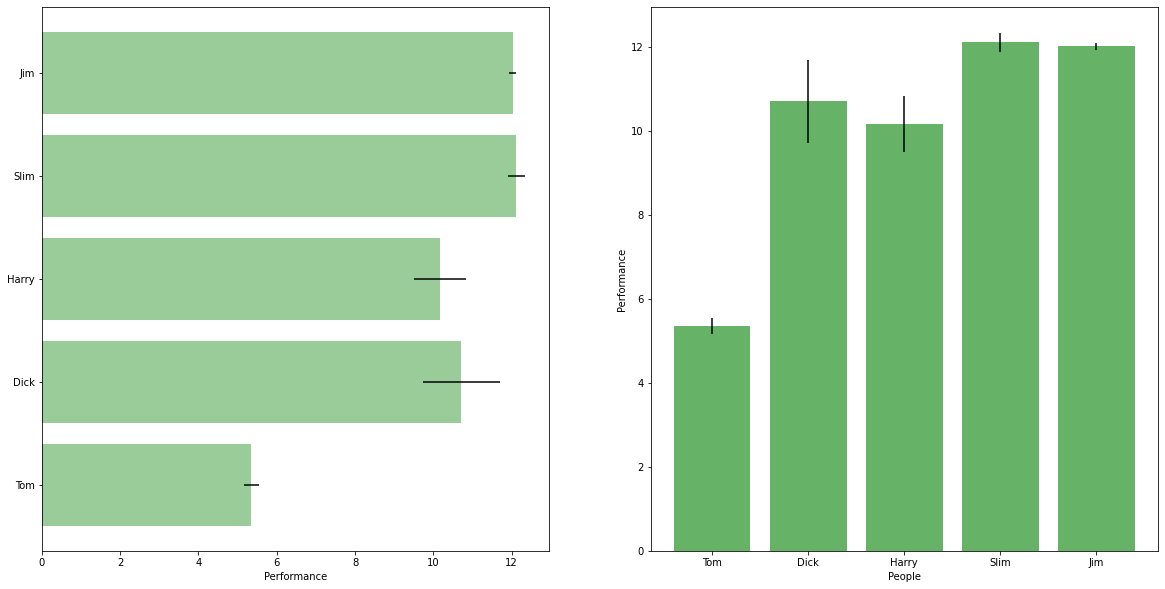 Jim
Slim
Harry
Dick
Tom
0 2 4 6 8 10 12
Performance
12
10
8
6
4
2
0
Performance
Tom Dick Harry Slim Jim
People